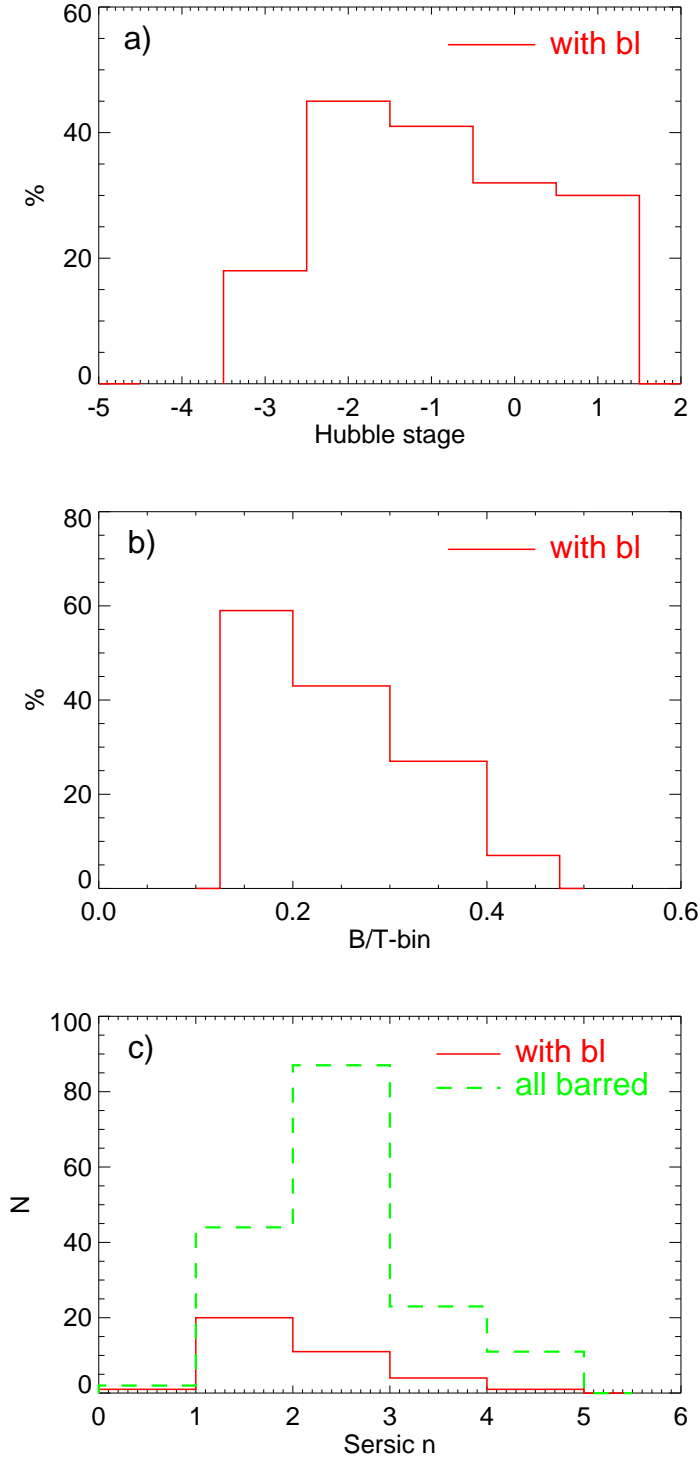 60
a)
with bl
40
%
20
0
-5 -4 -3 -2 -1 0 1 2
Hubble stage
80
b)
with bl
60
%
40
20
0
0.0 0.2 0.4 0.6
B/T-bin
100
c)
with bl
all barred
80
60
N
40
20
0
0 1 2 3 4 5 6
Sersic n